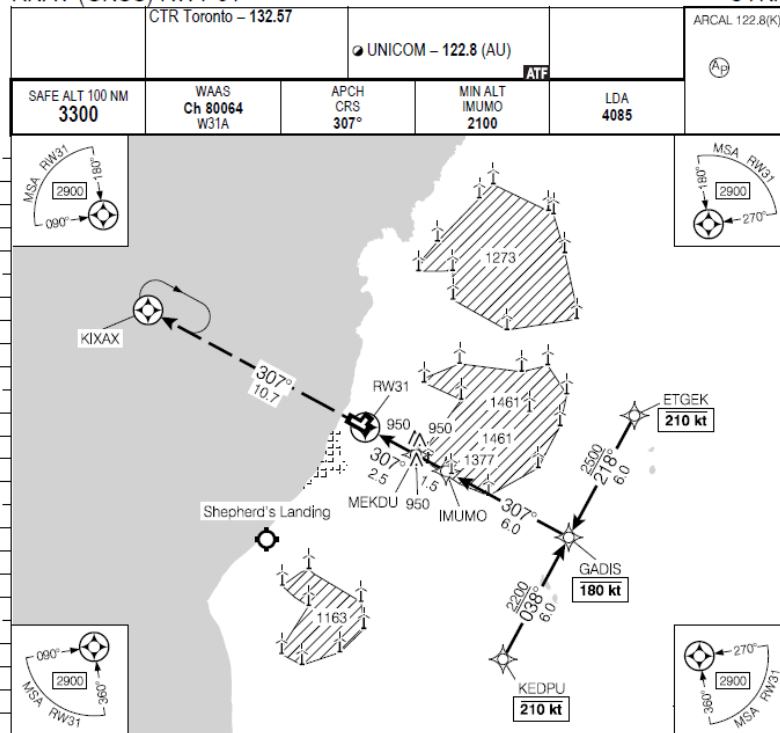 CTR Toronto – 132.57
UNICOM – 122.8 (AU)
ATF
ARCAL 122.8(K)
AP
SAFE ALT 100 NM
3300
WAAS
Ch 80064
W31A
APCH
CRS
307°
MIN ALT
IMUMO
2100
LDA
4085
MSA RW31
2900
180°
090°
MSA RW31
2900
180°
270°
1273
KIXAX
307°
10.7
RW31
950
950
1461
1461
1377
307°
2.5
1.5
MEKDU
950
IMUMO
307°
6.0
ETGEK
210 kt
2500
218°
6.0
GADIS
180 kt
2200
038°
6.0
KEDPU
210 kt
Shepherd's Landing
1163
090°
2900
360°
MSA RW31
270°
2900
360°
MSA RW31